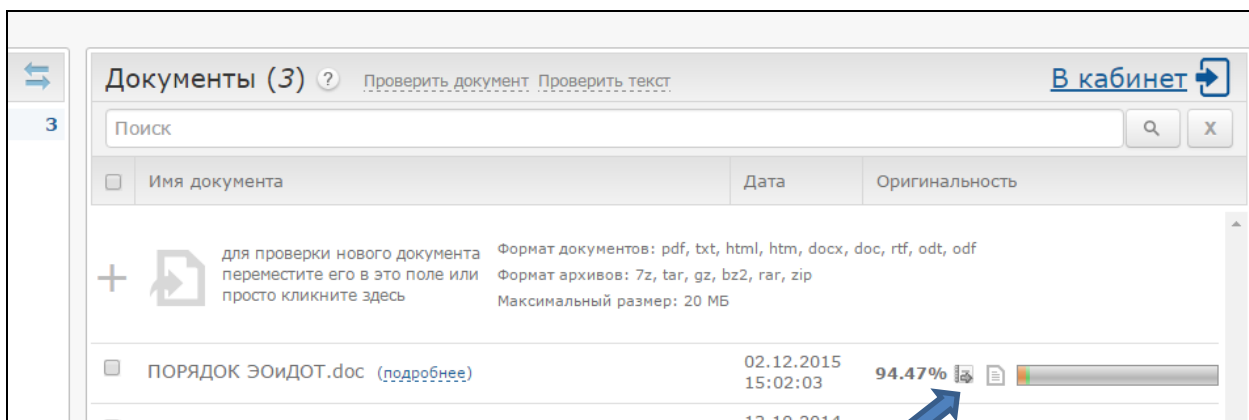 Документы (3) ? Проверить документ Проверить текст В кабинет
3
Поиск X
Имя документа Дата Оригинальность
для проверки нового документа
переместите его в это поле или
просто кликните здесь
Формат документов: pdf, txt, html, htm, docx, doc, rtf, odt, odf
Формат архивов: 7z, tar, gz, bz2, rar, zip
Максимальный размер: 20 МБ
ПОРЯДОК ЭОиДОТ.doc (подробнее) 02.12.2015
15:02:03 94.47%